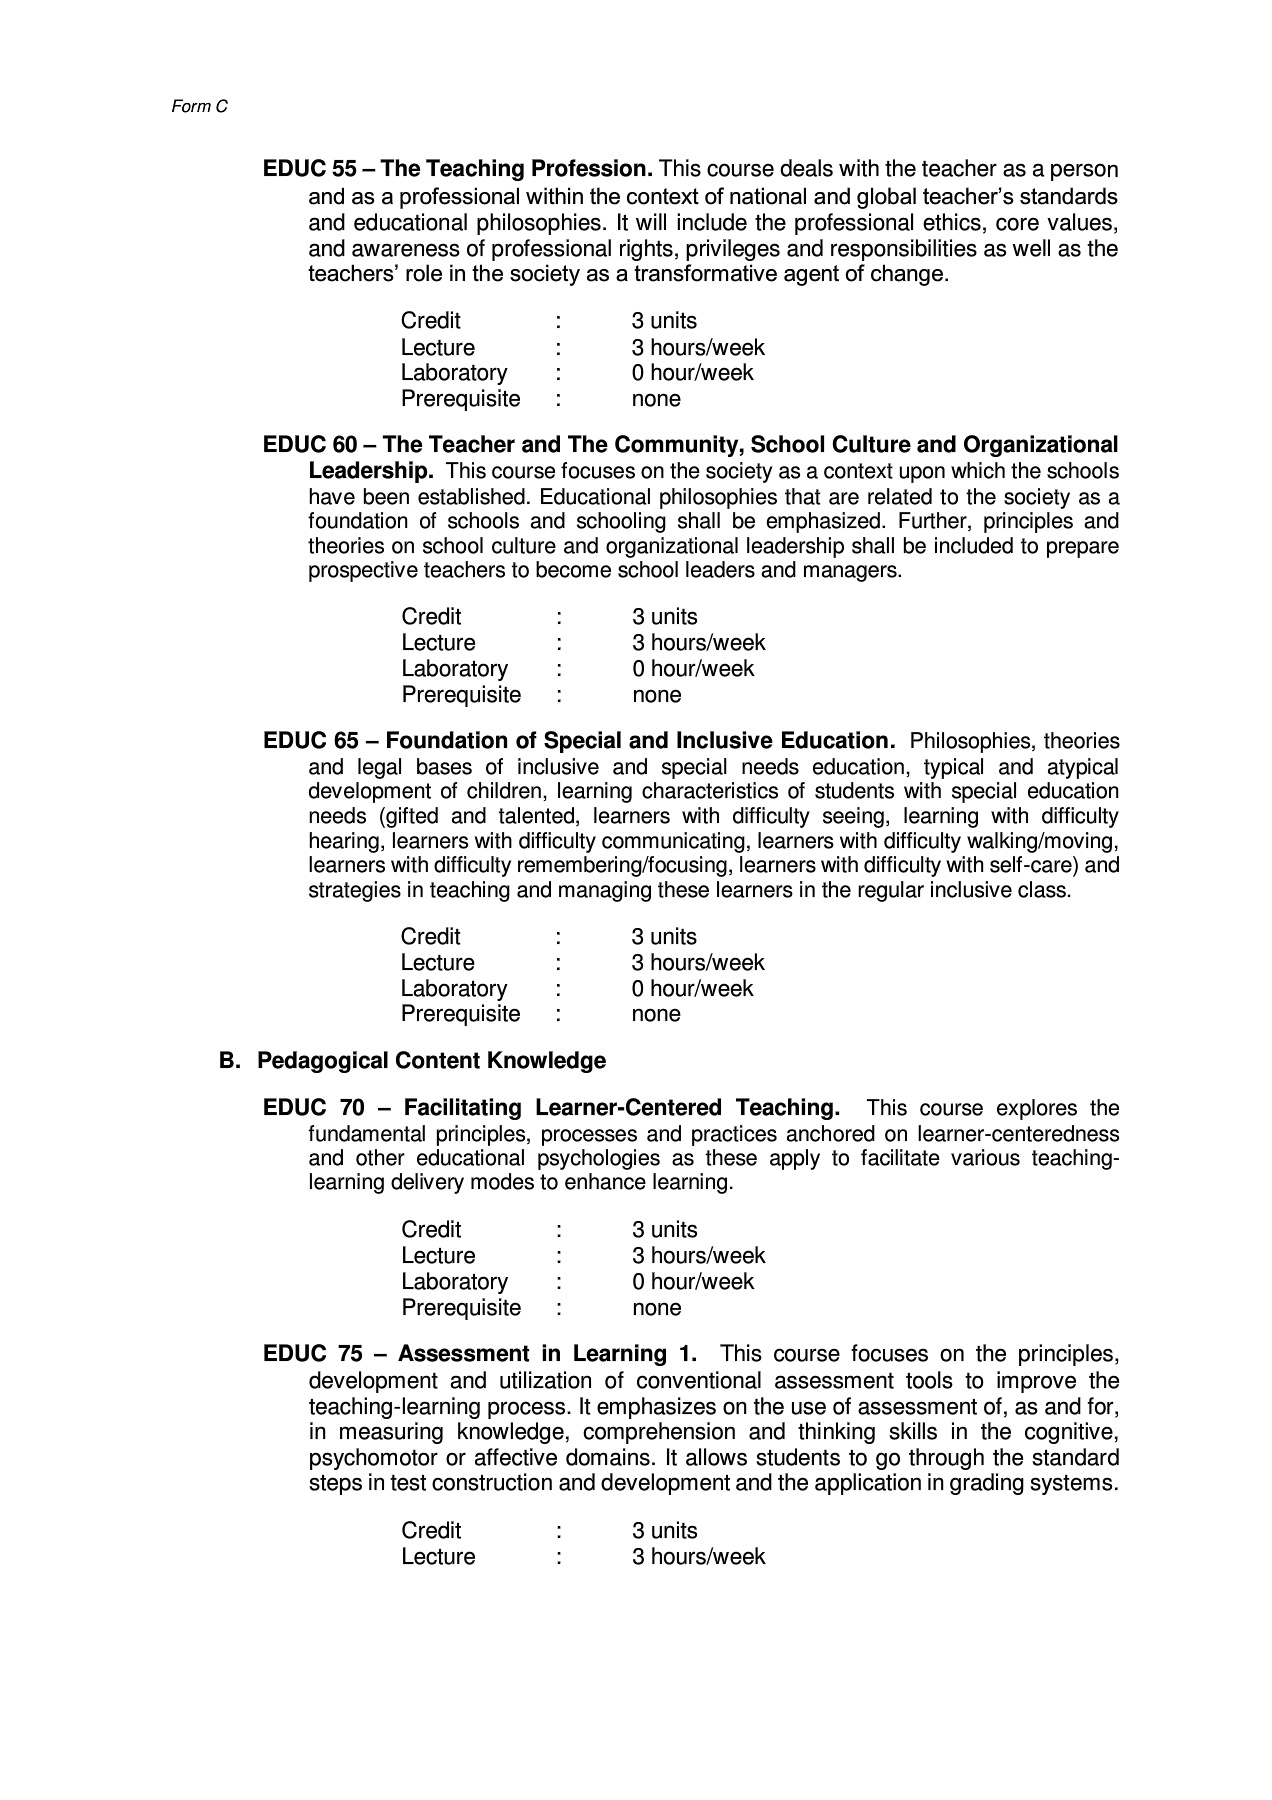 Form C
EDUC 55 – The Teaching Profession. This course deals with the teacher as a person
and as a professional within the context of national and global teacher’s standards
and educational philosophies. It will include the professional ethics, core values,
and awareness of professional rights, privileges and responsibilities as well as the
teachers’ role in the society as a transformative agent of change.
Credit : 3 units
Lecture : 3 hours/week
Laboratory : 0 hour/week
Prerequisite : none
EDUC 60 – The Teacher and The Community, School Culture and Organizational
Leadership. This course focuses on the society as a context upon which the schools
have been established. Educational philosophies that are related to the society as a
foundation of schools and schooling shall be emphasized. Further, principles and
theories on school culture and organizational leadership shall be included to prepare
prospective teachers to become school leaders and managers.
Credit : 3 units
Lecture : 3 hours/week
Laboratory : 0 hour/week
Prerequisite : none
EDUC 65 – Foundation of Special and Inclusive Education. Philosophies, theories
and legal bases of inclusive and special needs education, typical and atypical
development of children, learning characteristics of students with special education
needs (gifted and talented, learners with difficulty seeing, learning with difficulty
hearing, learners with difficulty communicating, learners with difficulty walking/moving,
learners with difficulty remembering/focusing, learners with difficulty with self-care) and
strategies in teaching and managing these learners in the regular inclusive class.
Credit : 3 units
Lecture : 3 hours/week
Laboratory : 0 hour/week
Prerequisite : none
B. Pedagogical Content Knowledge
EDUC 70 – Facilitating Learner-Centered Teaching. This course explores the
fundamental principles, processes and practices anchored on learner-centeredness
and other educational psychologies as these apply to facilitate various teaching-
learning delivery modes to enhance learning.
Credit : 3 units
Lecture : 3 hours/week
Laboratory : 0 hour/week
Prerequisite : none
EDUC 75 – Assessment in Learning 1. This course focuses on the principles,
development and utilization of conventional assessment tools to improve the
teaching-learning process. It emphasizes on the use of assessment of, as and for,
in measuring knowledge, comprehension and thinking skills in the cognitive,
psychomotor or affective domains. It allows students to go through the standard
steps in test construction and development and the application in grading systems.
Credit : 3 units
Lecture : 3 hours/week